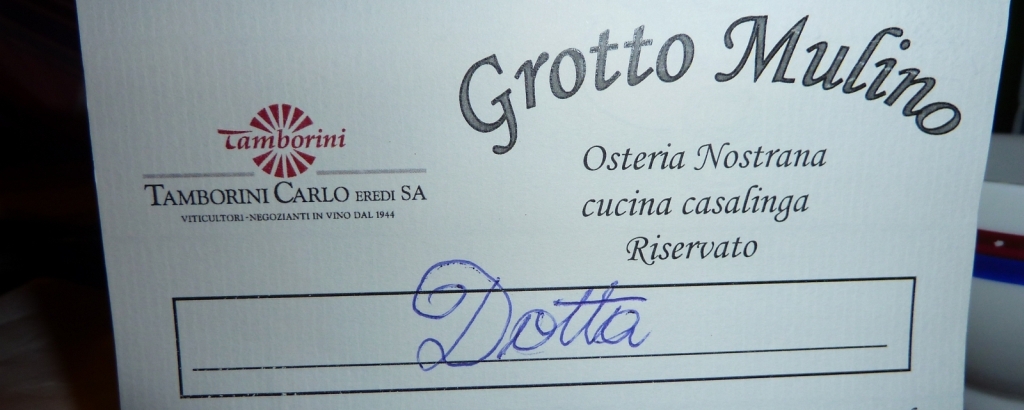 Grotto Mulino
Tamborini
TAMBORINI CARLO EREDI SA
VITICULTORI-NEGOZIANTI IN VINO DAL 1944
Osteria Nostrana
cucina casalinga
Riservato
Dotta